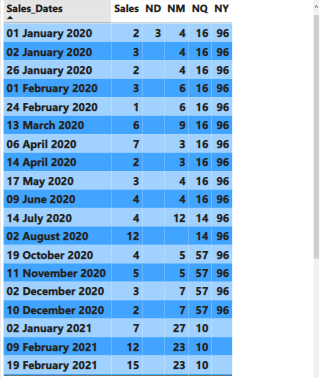 Sales_Dates Sales ND NM NQ NY
01 January 2020 2 3 4 16 96
02 January 2020 3 4 16 96
26 January 2020 2 4 16 96
01 February 2020 3 6 16 96
24 February 2020 1 6 16 96
13 March 2020 6 9 16 96
06 April 2020 7 3 16 96
14 April 2020 2 3 16 96
17 May 2020 3 4 16 96
09 June 2020 4 4 16 96
14 July 2020 4 12 14 96
02 August 2020 12 14 96
19 October 2020 4 5 57 96
11 November 2020 5 5 57 96
02 December 2020 3 7 57 96
10 December 2020 2 7 57 96
02 January 2021 7 27 10
09 February 2021 12 23 10
19 February 2021 15 23 10